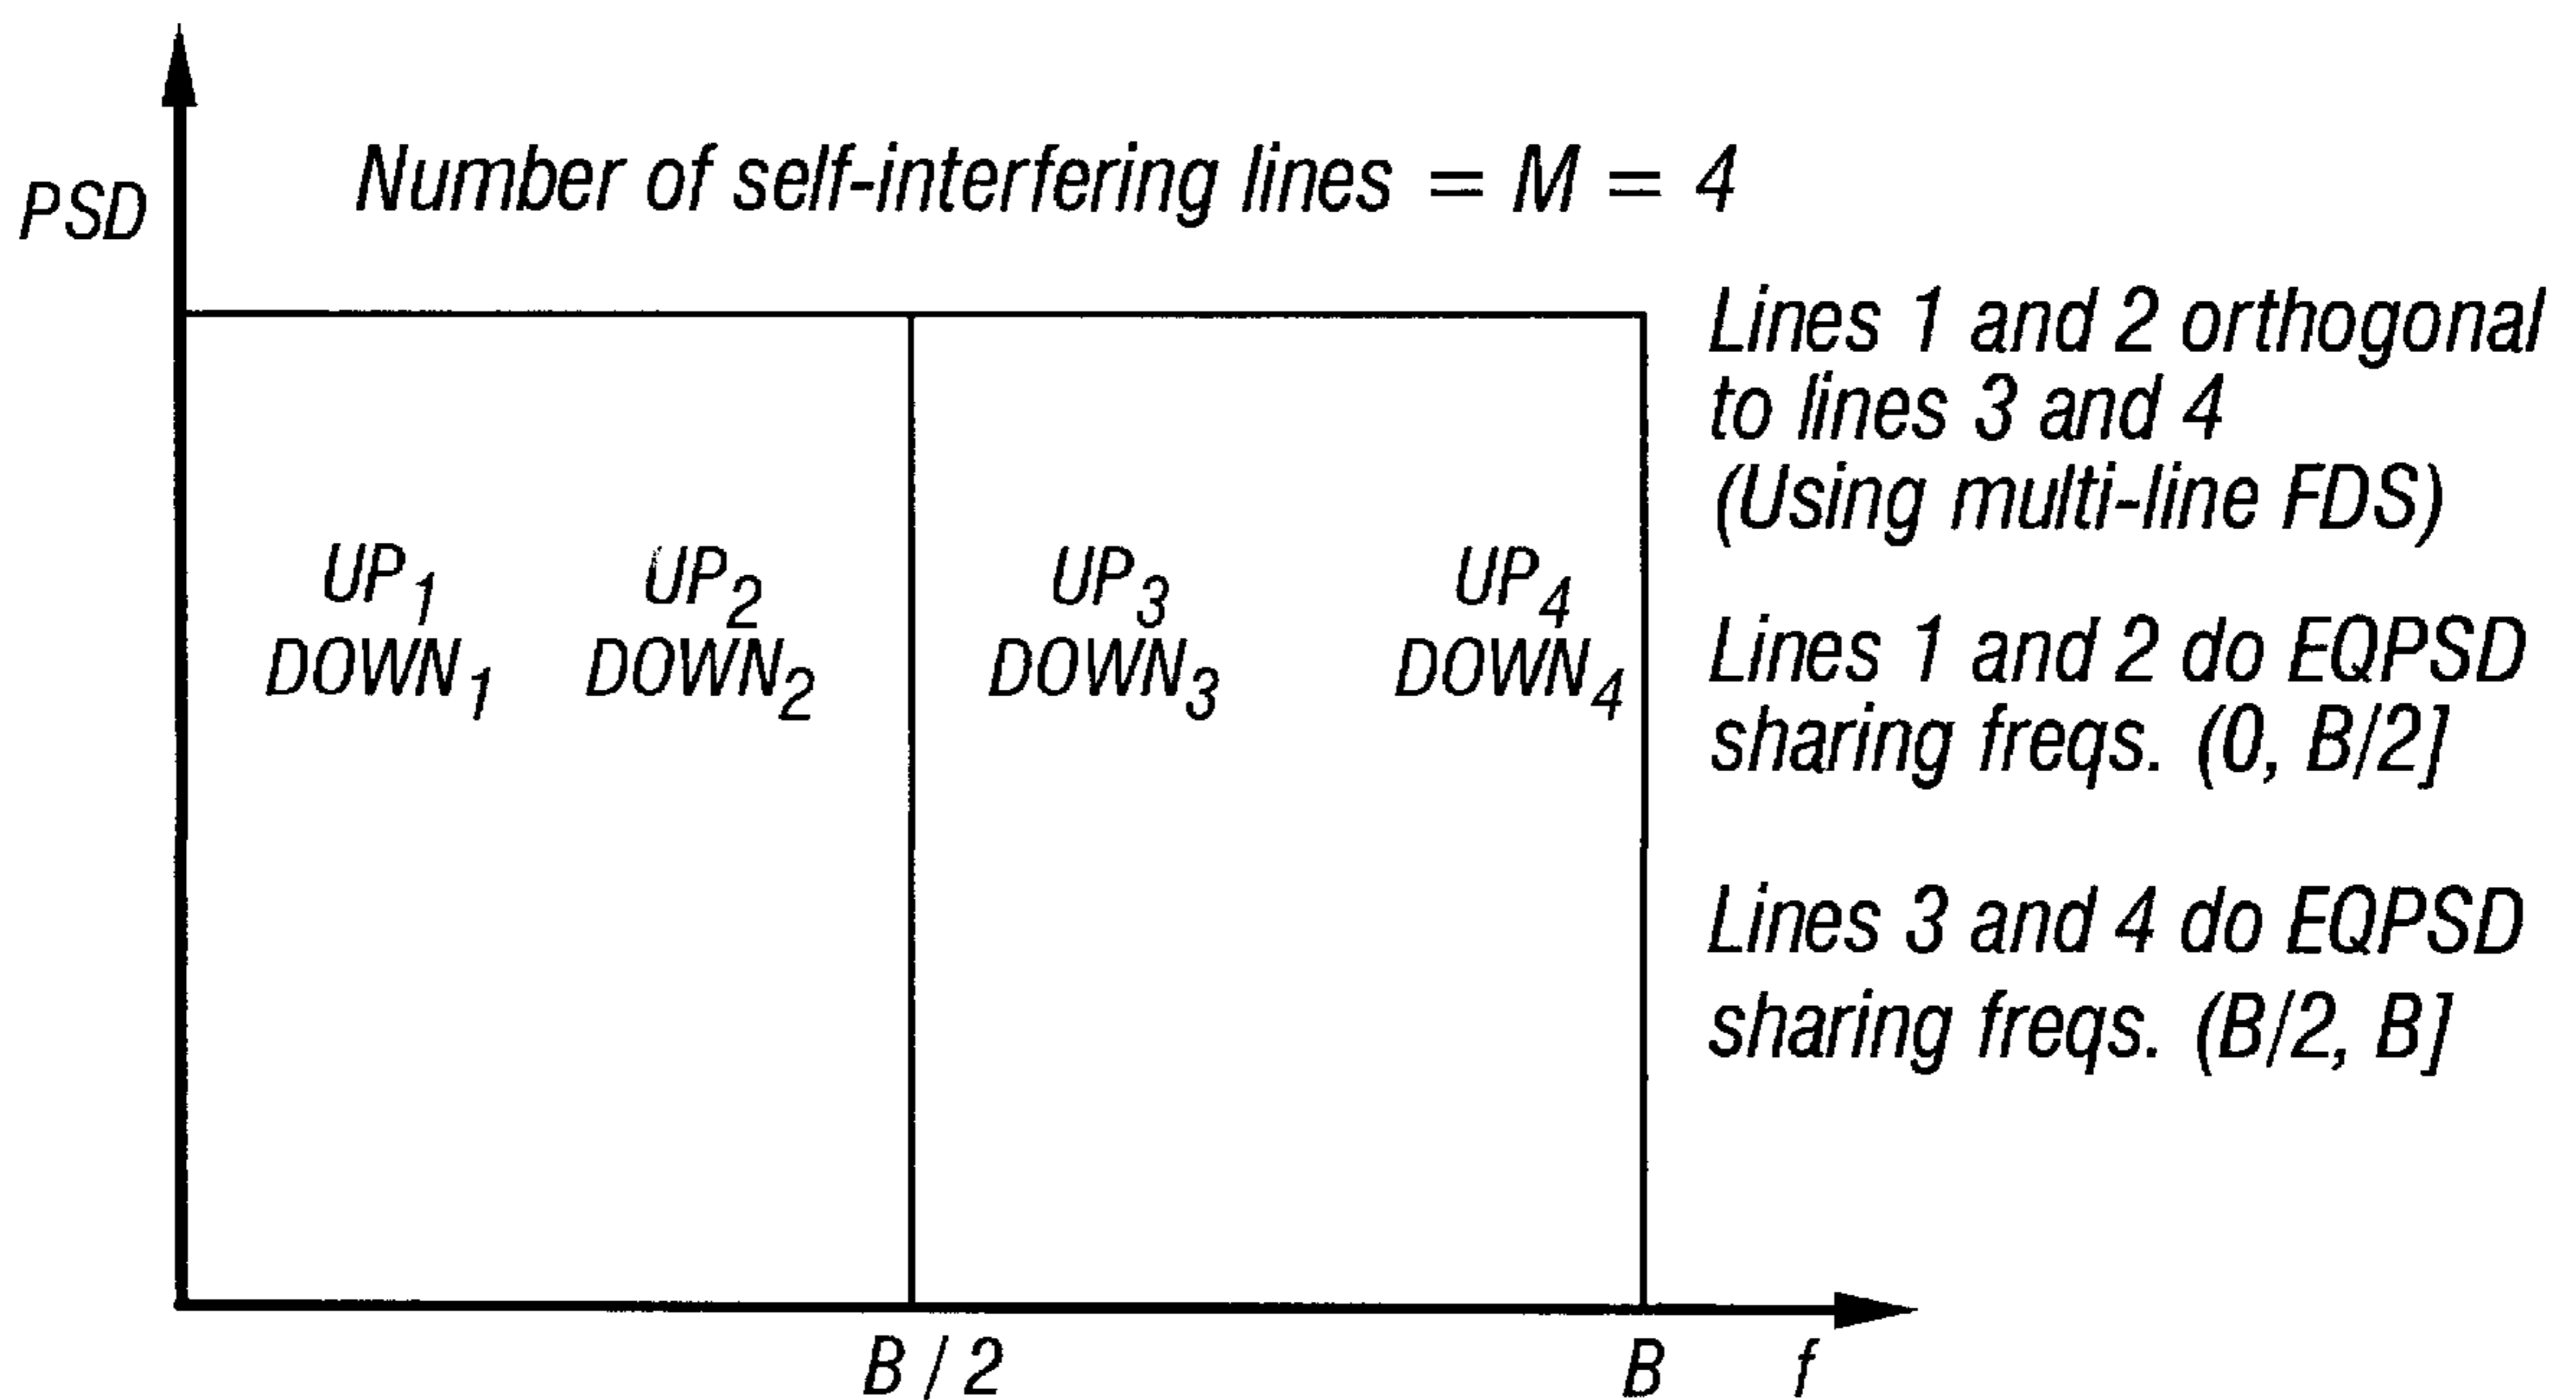 Number of self-interfering lines = M = 4
PSD
Lines 1 and 2 orthogonal
to lines 3 and 4
(Using multi-line FDS)
UP1 UP2 UP3 UP4
DOWN1 DOWN2 DOWN3 DOWN4
Lines 1 and 2 do EQPSD
sharing freqs. (0, B/2]
Lines 3 and 4 do EQPSD
sharing freqs. (B/2, B]
B/2 B f